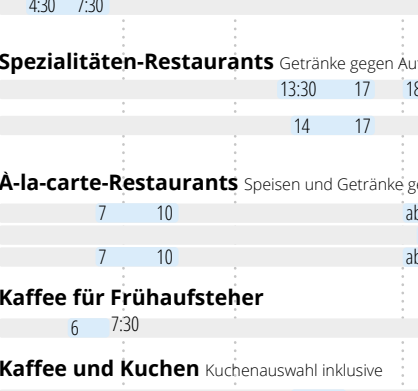 4:30 7:30
Spezialitäten-Restaurants Getränke gegen
13:30 17
14 17
À-la-carte-Restaurants Speisen und Getränke
7 10
7 10
Kaffee für Frühaufsteher
6 7:30
Kaffee und Kuchen Kuchenauswahl inklusive